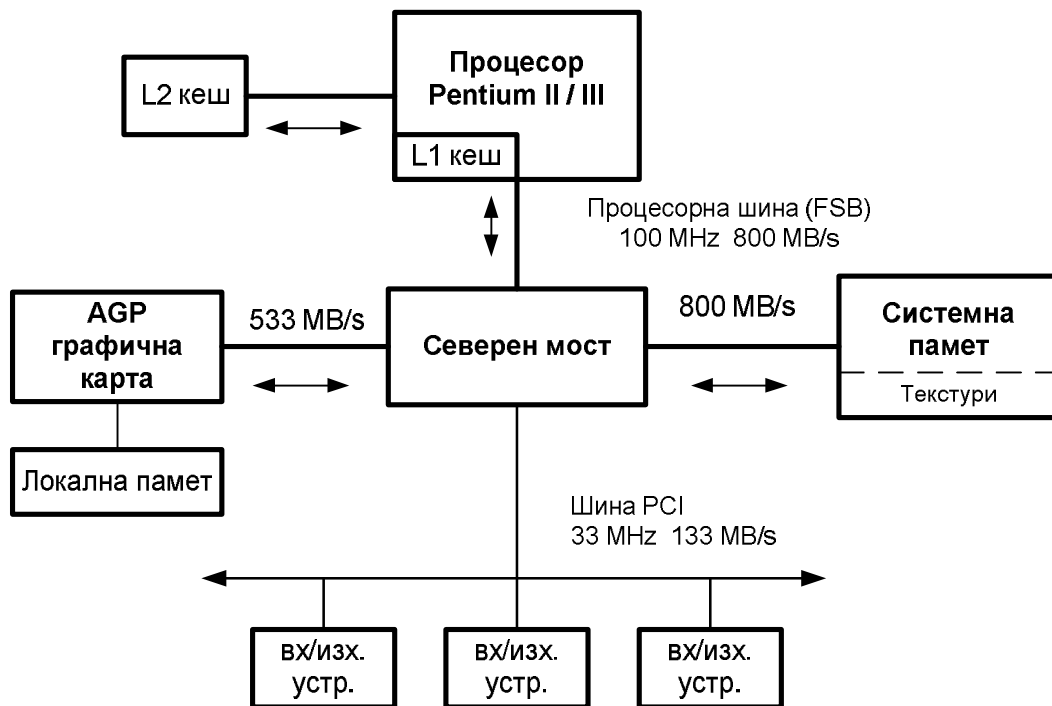 Процесор
Pentium II / III
L2 кеш
L1 кеш
Процесорна шина (FSB)
100 MHz 800 MB/s
AGP
графична
карта
533 MB/s
Северен мост
800 MB/s
Системна
памет
Текстури
Локална памет
Шина PCI
33 MHz 133 MB/s
вх/изх.
устр.
вх/изх.
устр.
вх/изх.
устр.